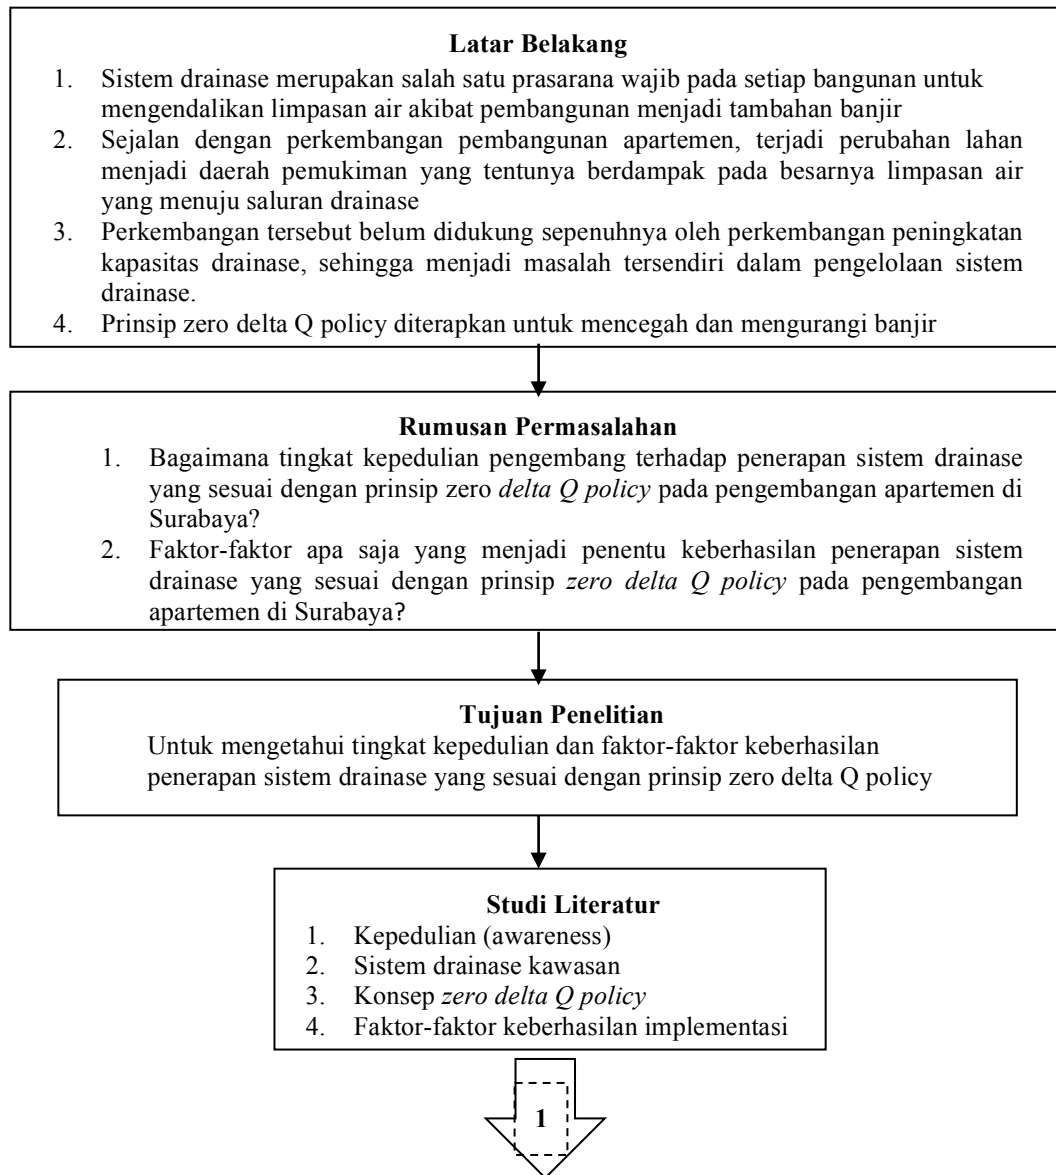 Latar Belakang
1. Sistem drainase merupakan salah satu prasarana wajib pada setiap bangunan untuk
mengendalikan limpasan air akibat pembangunan menjadi tambahan banjir
2. Sejalan dengan perkembangan pembangunan apartemen, terjadi perubahan lahan
menjadi daerah pemukiman yang tentunya berdampak pada besarnya limpasan air
yang menuju saluran drainase
3. Perkembangan tersebut belum didukung sepenuhnya oleh perkembangan peningkatan
kapasitas drainase, sehingga menjadi masalah tersendiri dalam pengelolaan sistem
drainase.
4. Prinsip zero delta Q policy diterapkan untuk mencegah dan mengurangi banjir
Rumusan Permasalahan
1. Bagaimana tingkat kepedulian pengembang terhadap penerapan sistem drainase
yang sesuai dengan prinsip zero delta Q policy pada pengembangan apartemen di
Surabaya?
2. Faktor-faktor apa saja yang menjadi penentu keberhasilan penerapan sistem
drainase yang sesuai dengan prinsip zero delta Q policy pada pengembangan
apartemen di Surabaya?
Tujuan Penelitian
Untuk mengetahui tingkat kepedulian dan faktor-faktor keberhasilan
penerapan sistem drainase yang sesuai dengan prinsip zero delta Q policy
Studi Literatur
1. Kepedulian (awareness)
2. Sistem drainase kawasan
3. Konsep zero delta Q policy
4. Faktor-faktor keberhasilan implementasi
1